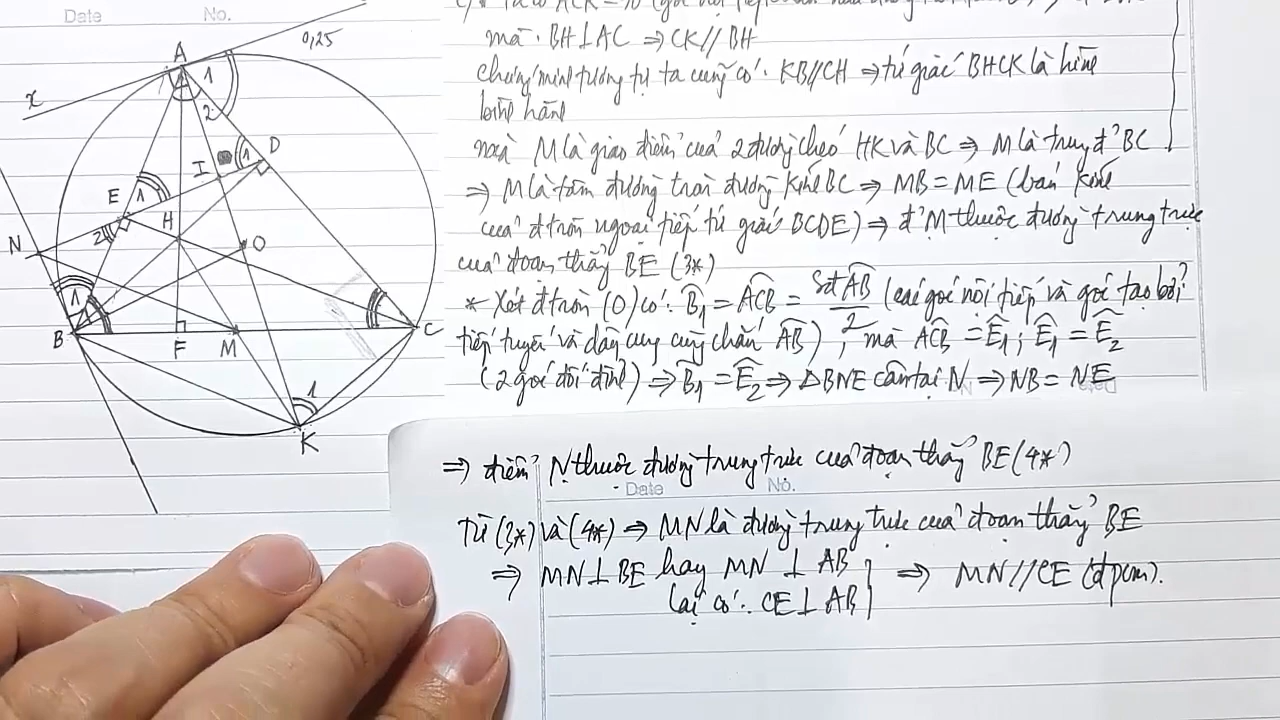 Date No.
0,25
A
x
1
2
D
I
1
E
1
H
N
2
O
1
B
F
M
C
1
K
mà BH⊥AC ⇒ CK // BH
chứng minh tương tự ta cũng có: KB // CH ⇒ tứ giác BHCK là hình
bình hành
mà M là giao điểm của 2 đường chéo HK và BC ⇒ M là trung đ' BC
⇒ M là tâm đường tròn đường kính BC ⇒ MB = ME (bán kính
của đ tròn ngoại tiếp tứ giác BCDE) ⇒ đ' M thuộc đường trung trực
của đoạn thẳng BE (3*)
* Xét đ tròn (O) có: B̂₁ = AĈB = sđAB/2 (các góc nội tiếp và góc tạo bởi
tiếp tuyến và dây cung cùng chắn AB), mà AĈB = Ê₁; Ê₁ = Ê₂
(2 góc đối đỉnh) ⇒ B̂₁ = Ê₂ ⇒ ΔBNE cân tại N ⇒ NB = NE
⇒ điểm N thuộc đường trung trực của đoạn thẳng BE (4*)
Date No.
Từ (3*) và (4*) ⇒ MN là đường trung trực của đoạn thẳng BE
⇒ MN ⊥ BE hay MN ⊥ AB
lại có: CE ⊥ AB } ⇒ MN // CE (đpcm).